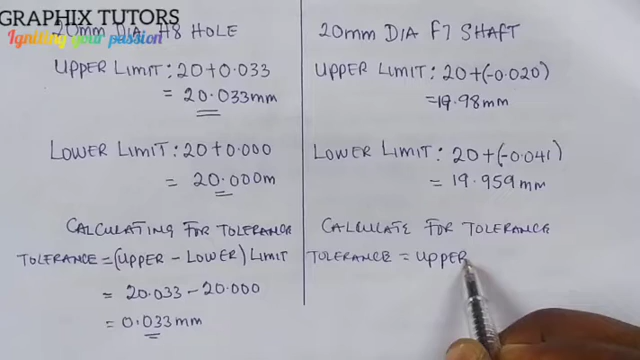 GRAPHIX TUTORS
Igniting your passion
20mm DIA H8 HOLE
UPPER LIMIT: 20+0.033
= 20.033mm
LOWER LIMIT: 20+0.000
= 20.000m
CALCULATING FOR TOLERANCE
TOLERANCE=(UPPER - LOWER) LIMIT
= 20.033 - 20.000
= 0.033mm
20mm DIA F7 SHAFT
UPPER LIMIT: 20+(-0.020)
=19.98mm
LOWER LIMIT: 20+(-0.041)
= 19.959mm
CALCULATE FOR TOLERANCE
TOLERANCE = UPPER